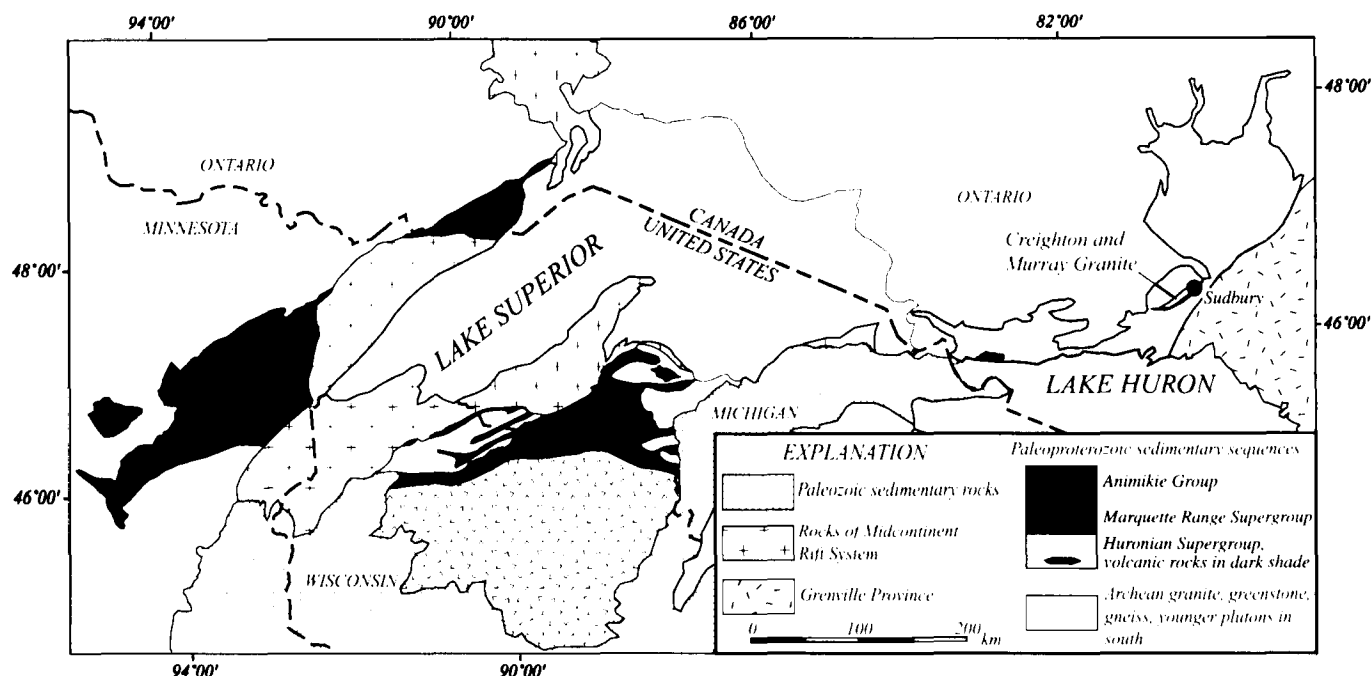 94°00' 90°00' 86°00' 82°00'
48°00'
ONTARIO
ONTARIO
MINNESOTA
CANADA
UNITED STATES
Creighton and
Murray Granite
48°00'
LAKE SUPERIOR
Sudbury
46°00'
LAKE HURON
MICHIGAN
46°00'
WISCONSIN
EXPLANATION
Paleozoic sedimentary rocks
Rocks of Midcontinent
Rift System
Grenville Province
0 100 200
km
Paleoproterozoic sedimentary sequences
Animikie Group
Marquette Range Supergroup
Huronian Supergroup,
volcanic rocks in dark shade
Archean granite, greenstone,
gneiss, younger plutons in
south
94°00' 90°00'